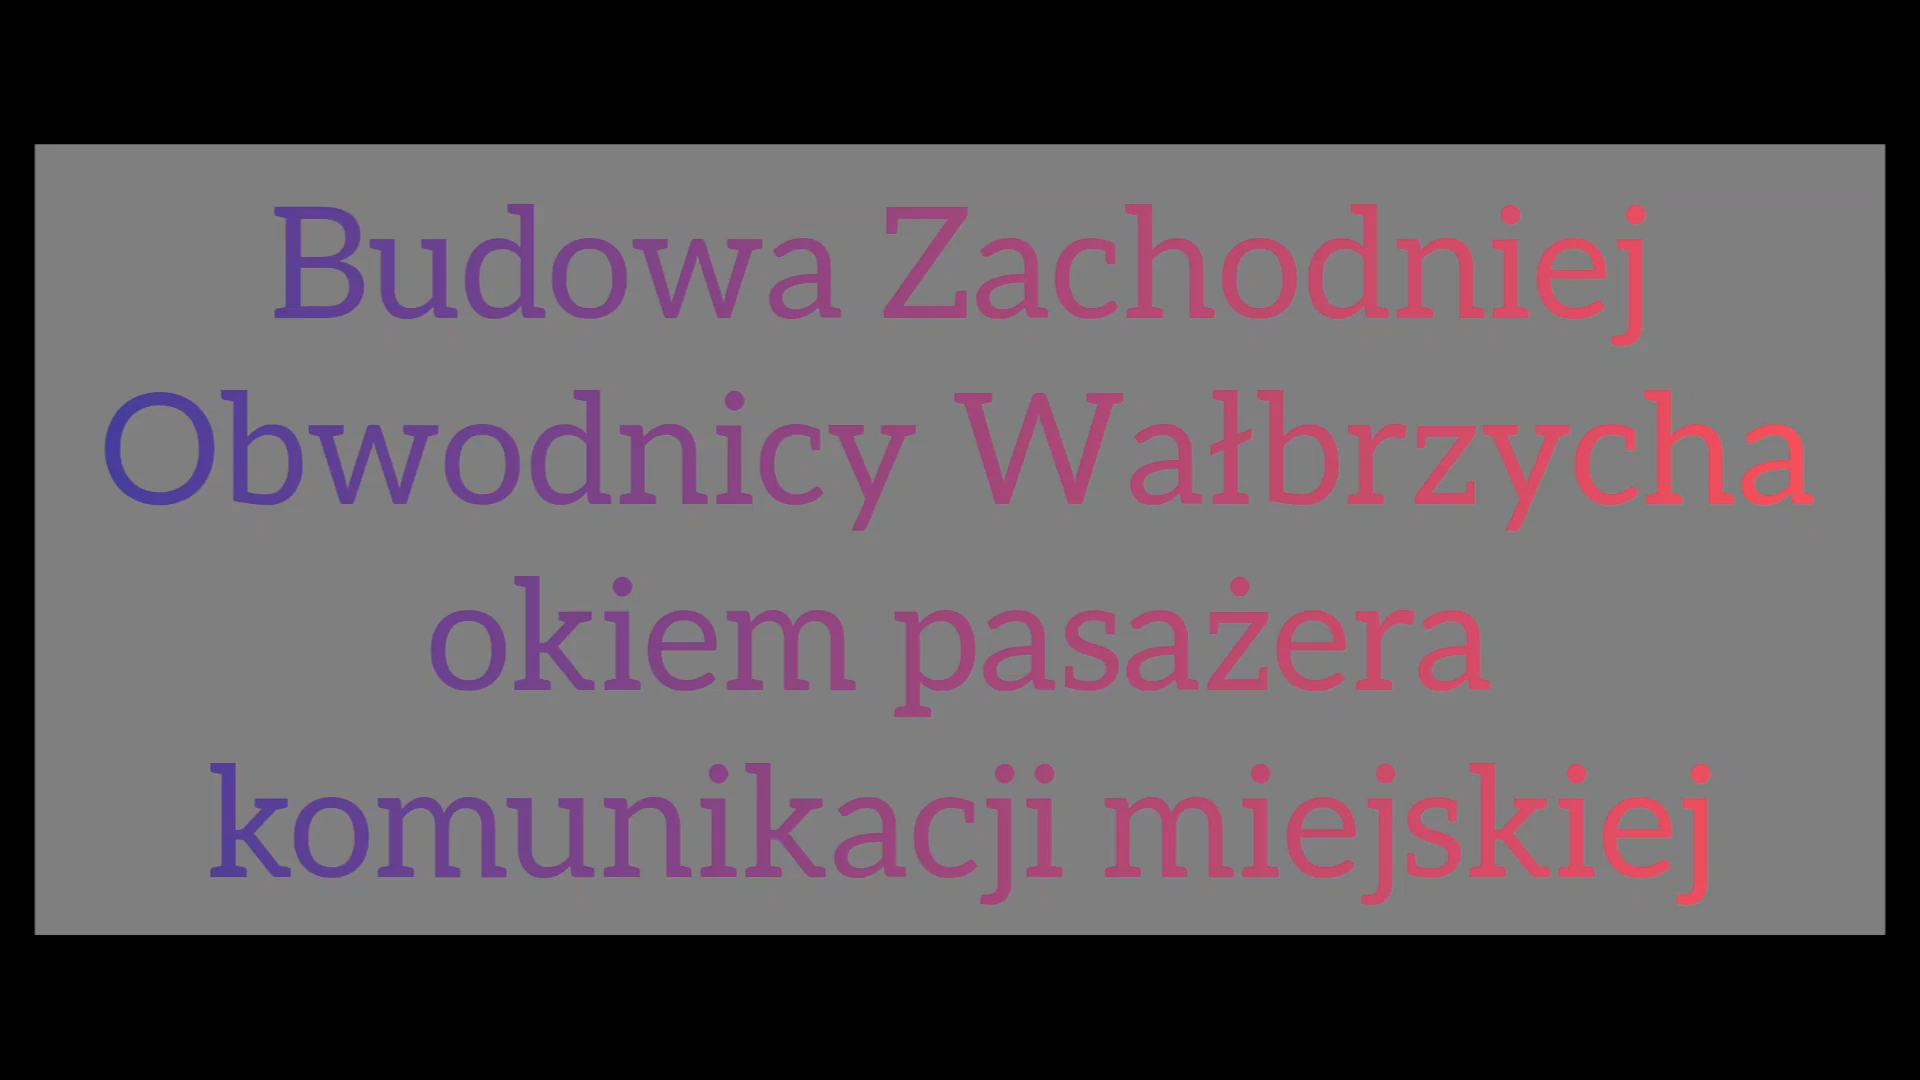 Budowa Zachodniej
Obwodnicy Wałbrzycha
okiem pasażera
komunikacji miejskiej